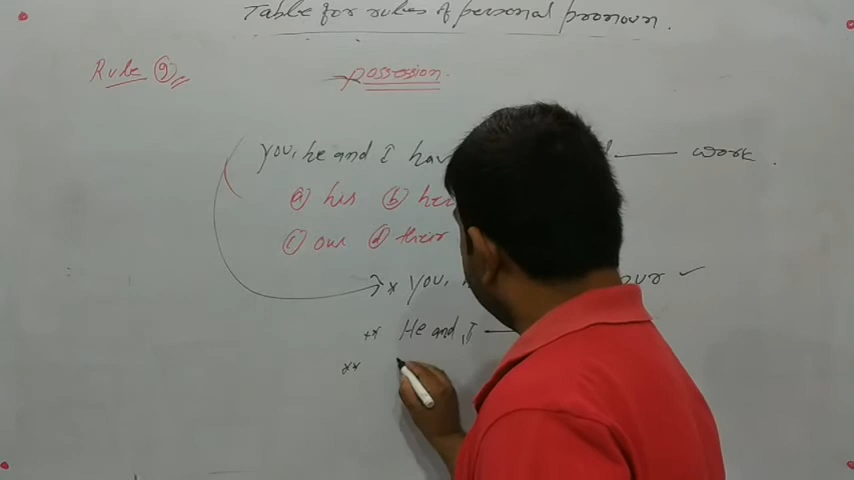 Table for rules of personal pronoun.
Rule 9
possession.
You, he and I hav work.
a his b her
c our d their
* You, our ✓
** He and I —
**